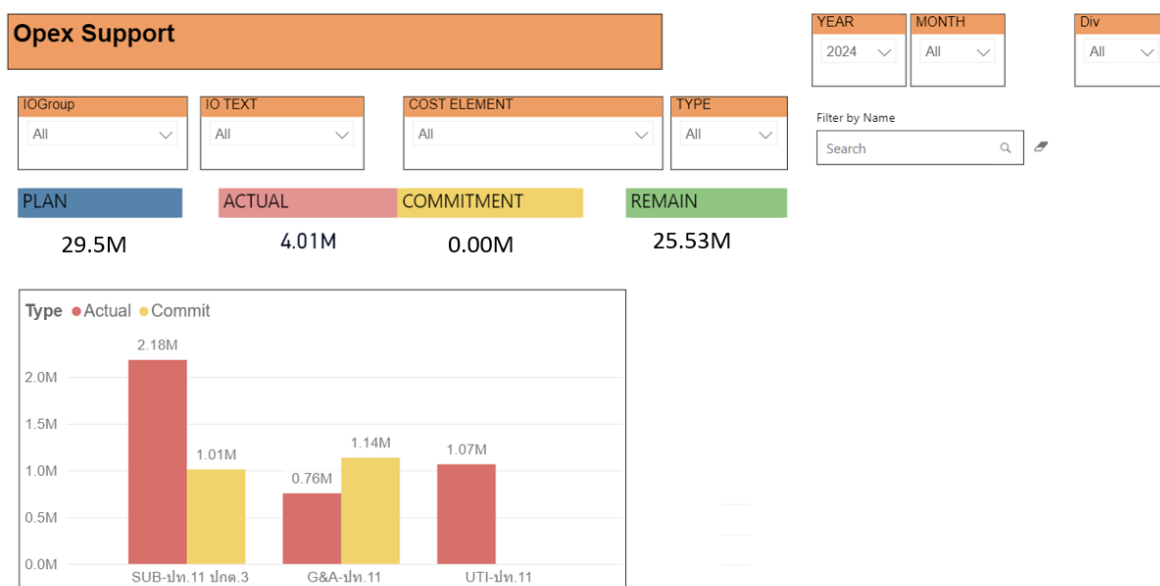 Opex Support
YEAR
2024
MONTH
All
Div
All
IOGroup
All
IO TEXT
All
COST ELEMENT
All
TYPE
All
Filter by Name
Search
PLAN
29.5M
ACTUAL
4.01M
COMMITMENT
0.00M
REMAIN
25.53M
Type Actual Commit
2.0M
1.5M
1.0M
0.5M
0.0M
2.18M
1.01M
0.76M
1.14M
1.07M
SUB-ปท.11 ปกต.3
G&A-ปท.11
UTI-ปท.11